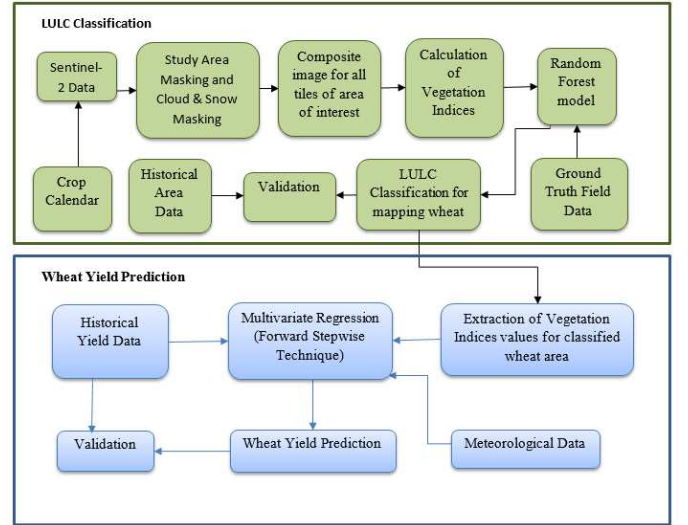 LULC Classification
Sentinel-
2 Data
Study Area
Masking and
Cloud & Snow
Masking
Composite
image for all
tiles of area of
interest
Calculation
of
Vegetation
Indices
Random
Forest
model
Crop
Calendar
Historical
Area
Data
Validation
LULC
Classification for
mapping wheat
Ground
Truth Field
Data
Wheat Yield Prediction
Historical
Yield Data
Multivariate Regression
(Forward Stepwise
Technique)
Extraction of Vegetation
Indices values for classified
wheat area
Validation
Wheat Yield Prediction
Meteorological Data